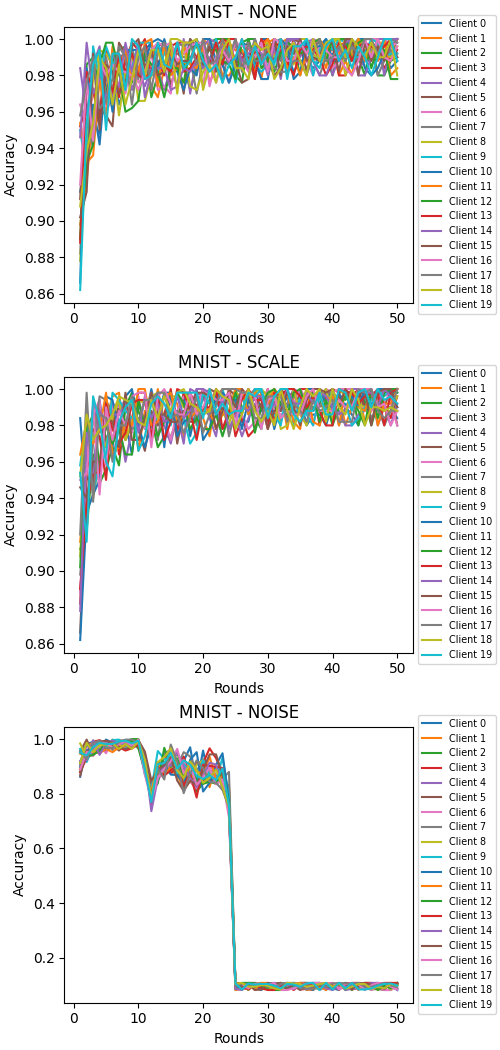 MNIST - NONE
1.00
0.98
0.96
0.94
0.92
0.90
0.88
0.86
Accuracy
0 10 20 30 40 50
Rounds
Client 0
Client 1
Client 2
Client 3
Client 4
Client 5
Client 6
Client 7
Client 8
Client 9
Client 10
Client 11
Client 12
Client 13
Client 14
Client 15
Client 16
Client 17
Client 18
Client 19
MNIST - SCALE
1.00
0.98
0.96
0.94
0.92
0.90
0.88
0.86
Accuracy
0 10 20 30 40 50
Rounds
Client 0
Client 1
Client 2
Client 3
Client 4
Client 5
Client 6
Client 7
Client 8
Client 9
Client 10
Client 11
Client 12
Client 13
Client 14
Client 15
Client 16
Client 17
Client 18
Client 19
MNIST - NOISE
1.0
0.8
0.6
0.4
0.2
Accuracy
0 10 20 30 40 50
Rounds
Client 0
Client 1
Client 2
Client 3
Client 4
Client 5
Client 6
Client 7
Client 8
Client 9
Client 10
Client 11
Client 12
Client 13
Client 14
Client 15
Client 16
Client 17
Client 18
Client 19